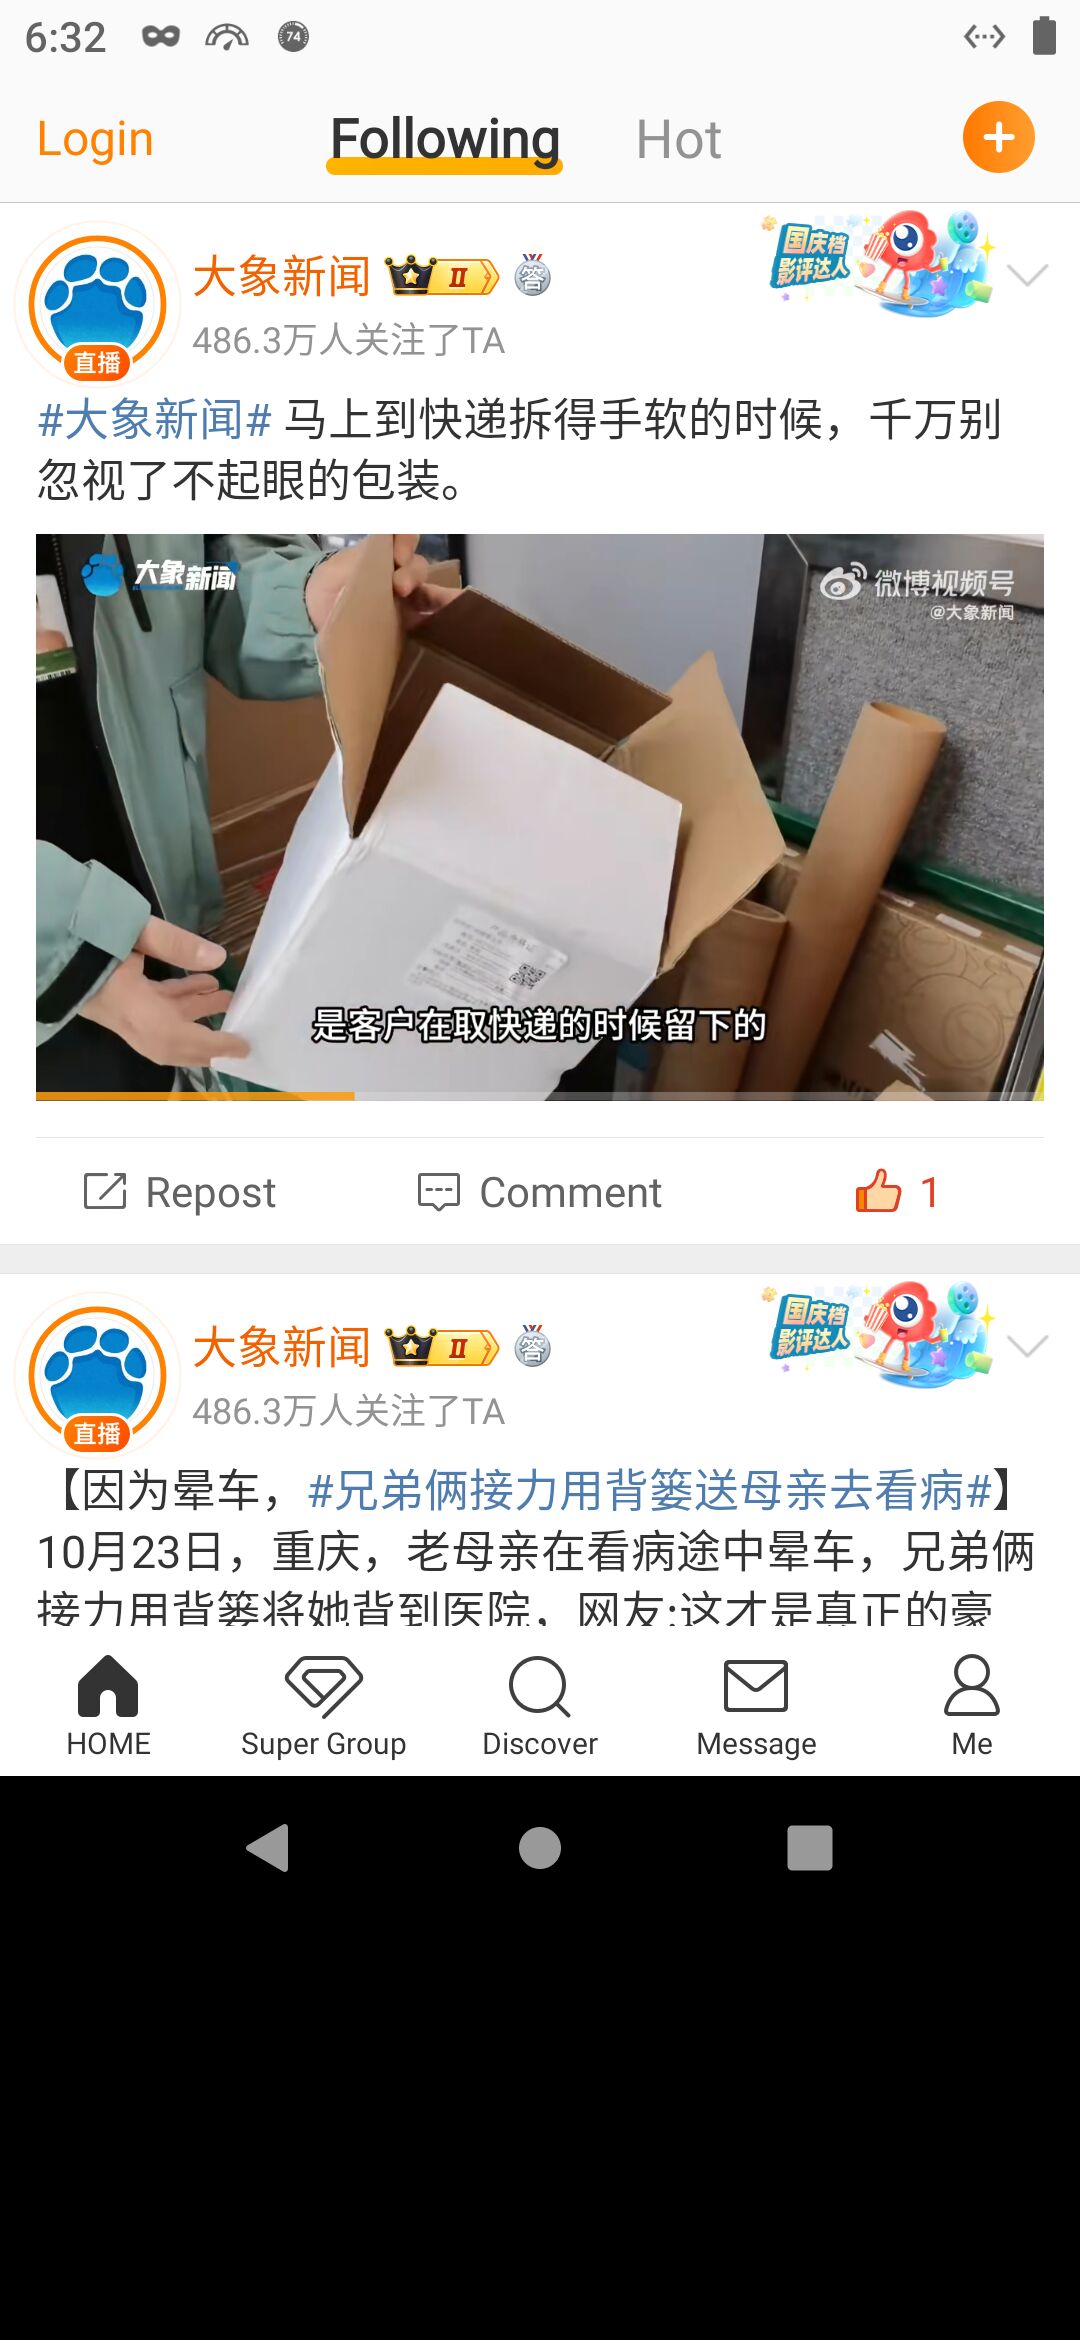 6:32
74
Login
Following
Hot
大象新闻 II 答
国庆档
影评达人
486.3万人关注了TA
直播
#大象新闻# 马上到快递拆得手软的时候，千万别
忽视了不起眼的包装。
大象新闻
微博视频号
@大象新闻
是客户在取快递的时候留下的
Repost
Comment
1
大象新闻 II 答
国庆档
影评达人
486.3万人关注了TA
直播
【因为晕车，#兄弟俩接力用背篓送母亲去看病#】
10月23日，重庆，老母亲在看病途中晕车，兄弟俩
接力用背篓将她背到医院，网友:这才是真正的豪
HOME
Super Group
Discover
Message
Me